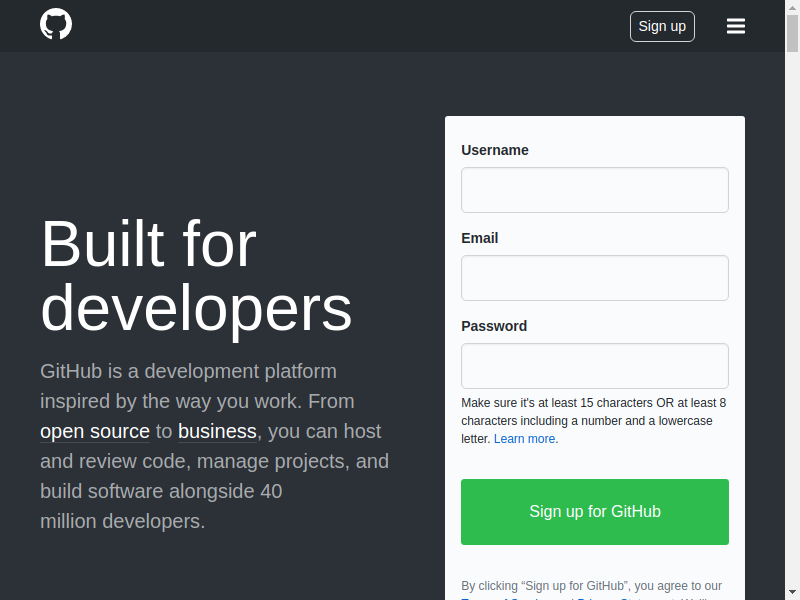 Sign up
Built for
developers
GitHub is a development platform
inspired by the way you work. From
open source to business, you can host
and review code, manage projects, and
build software alongside 40
million developers.
Username
Email
Password
Make sure it's at least 15 characters OR at least 8
characters including a number and a lowercase
letter. Learn more.
Sign up for GitHub
By clicking “Sign up for GitHub”, you agree to our